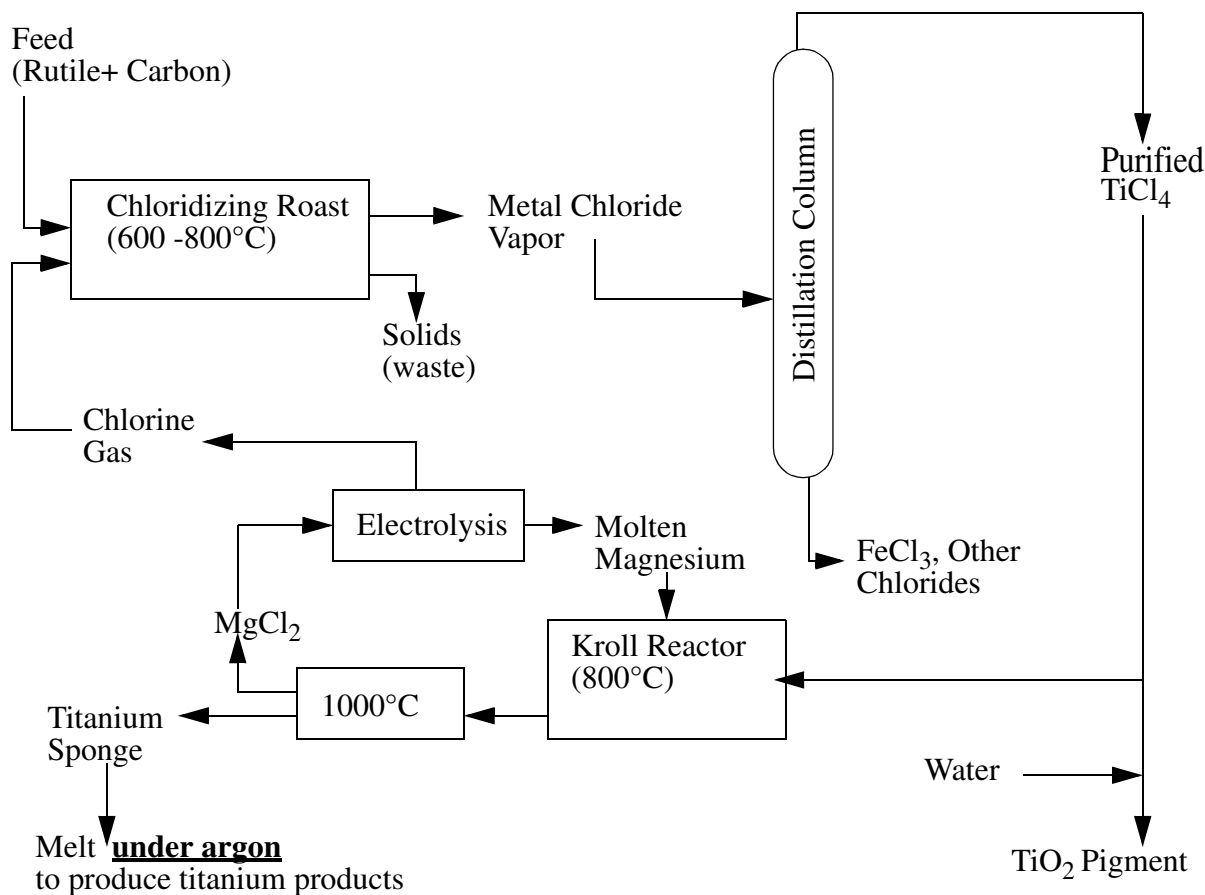 Feed
(Rutile+ Carbon)
Chloridizing Roast
(600 -800°C)
Metal Chloride
Vapor
Solids
(waste)
Distillation Column
Purified
TiCl4
Chlorine
Gas
Electrolysis
Molten
Magnesium
FeCl3, Other
Chlorides
MgCl2
Kroll Reactor
(800°C)
1000°C
Titanium
Sponge
Water
Melt under argon
to produce titanium products
TiO2 Pigment